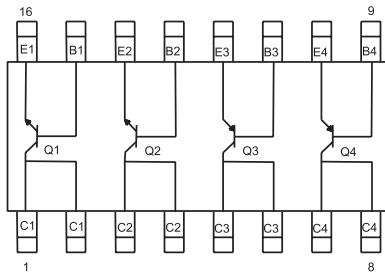 16 9
E1 B1 E2 B2 E3 B3 E4 B4
Q1 Q2 Q3 Q4
C1 C1 C2 C2 C3 C3 C4 C4
1 8